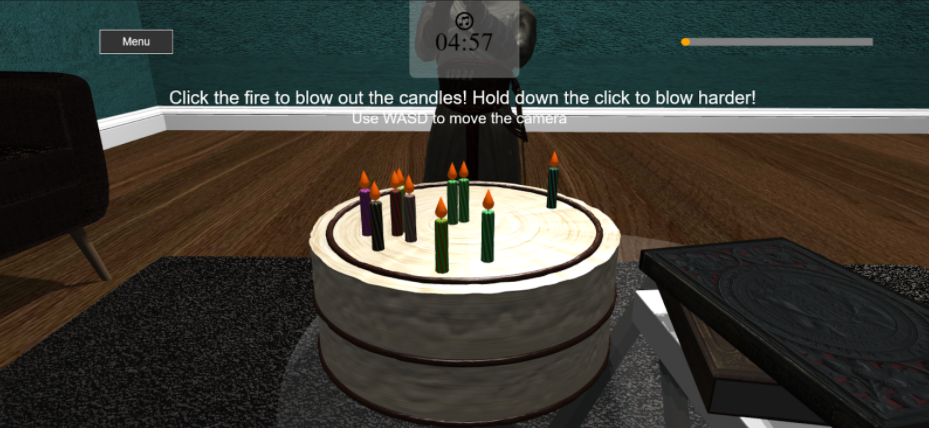 Menu
04:57
Click the fire to blow out the candles! Hold down the click to blow harder!
Use WASD to move the camera